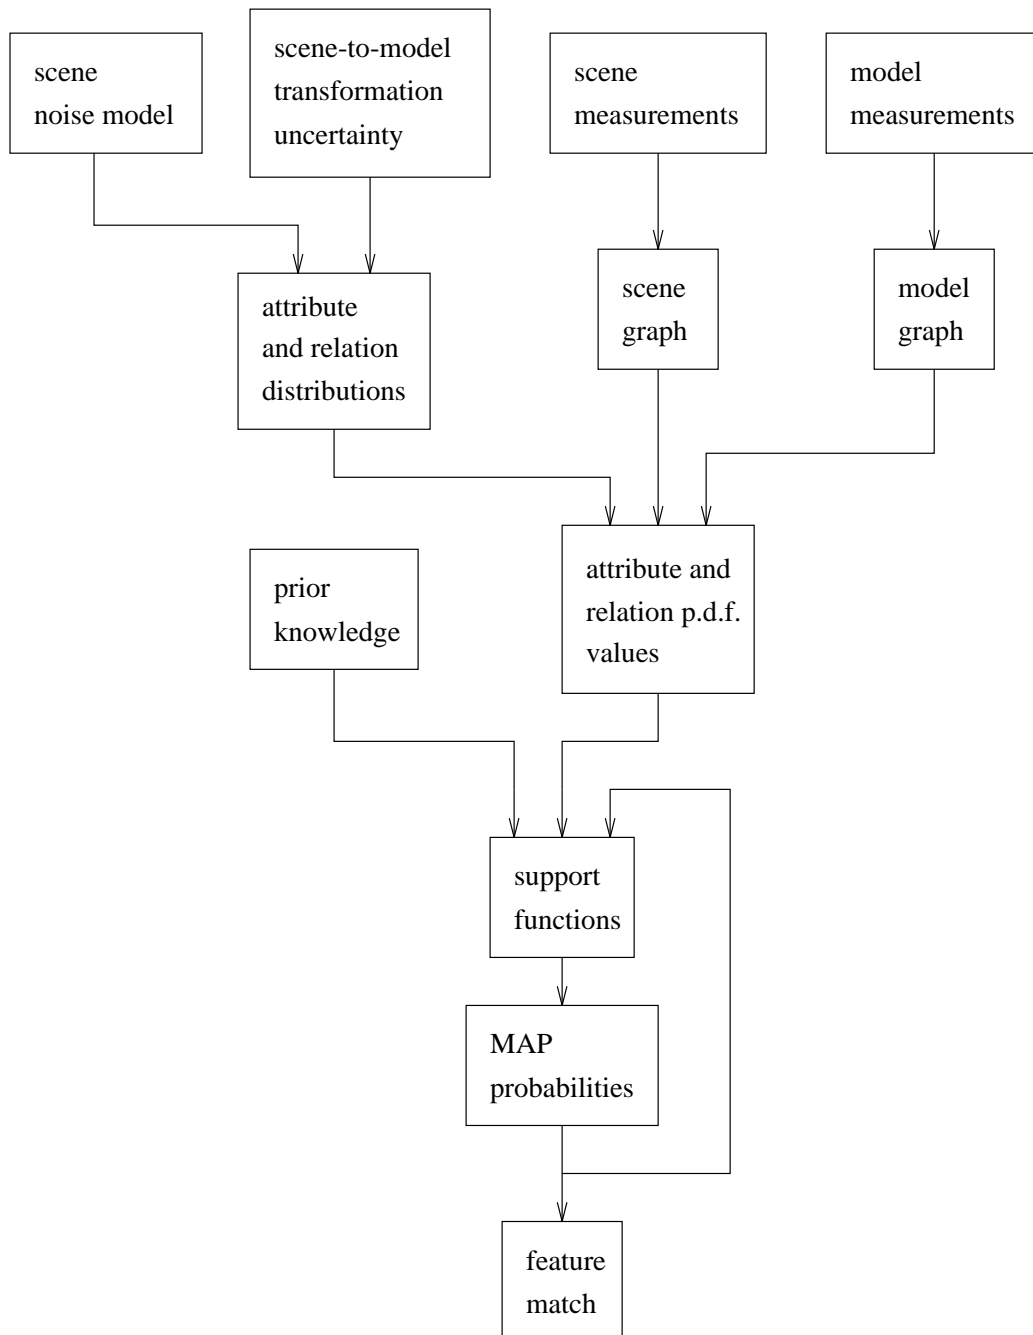 scene
noise model
scene-to-model
transformation
uncertainty
scene
measurements
model
measurements
attribute
and relation
distributions
scene
graph
model
graph
prior
knowledge
attribute and
relation p.d.f.
values
support
functions
MAP
probabilities
feature
match